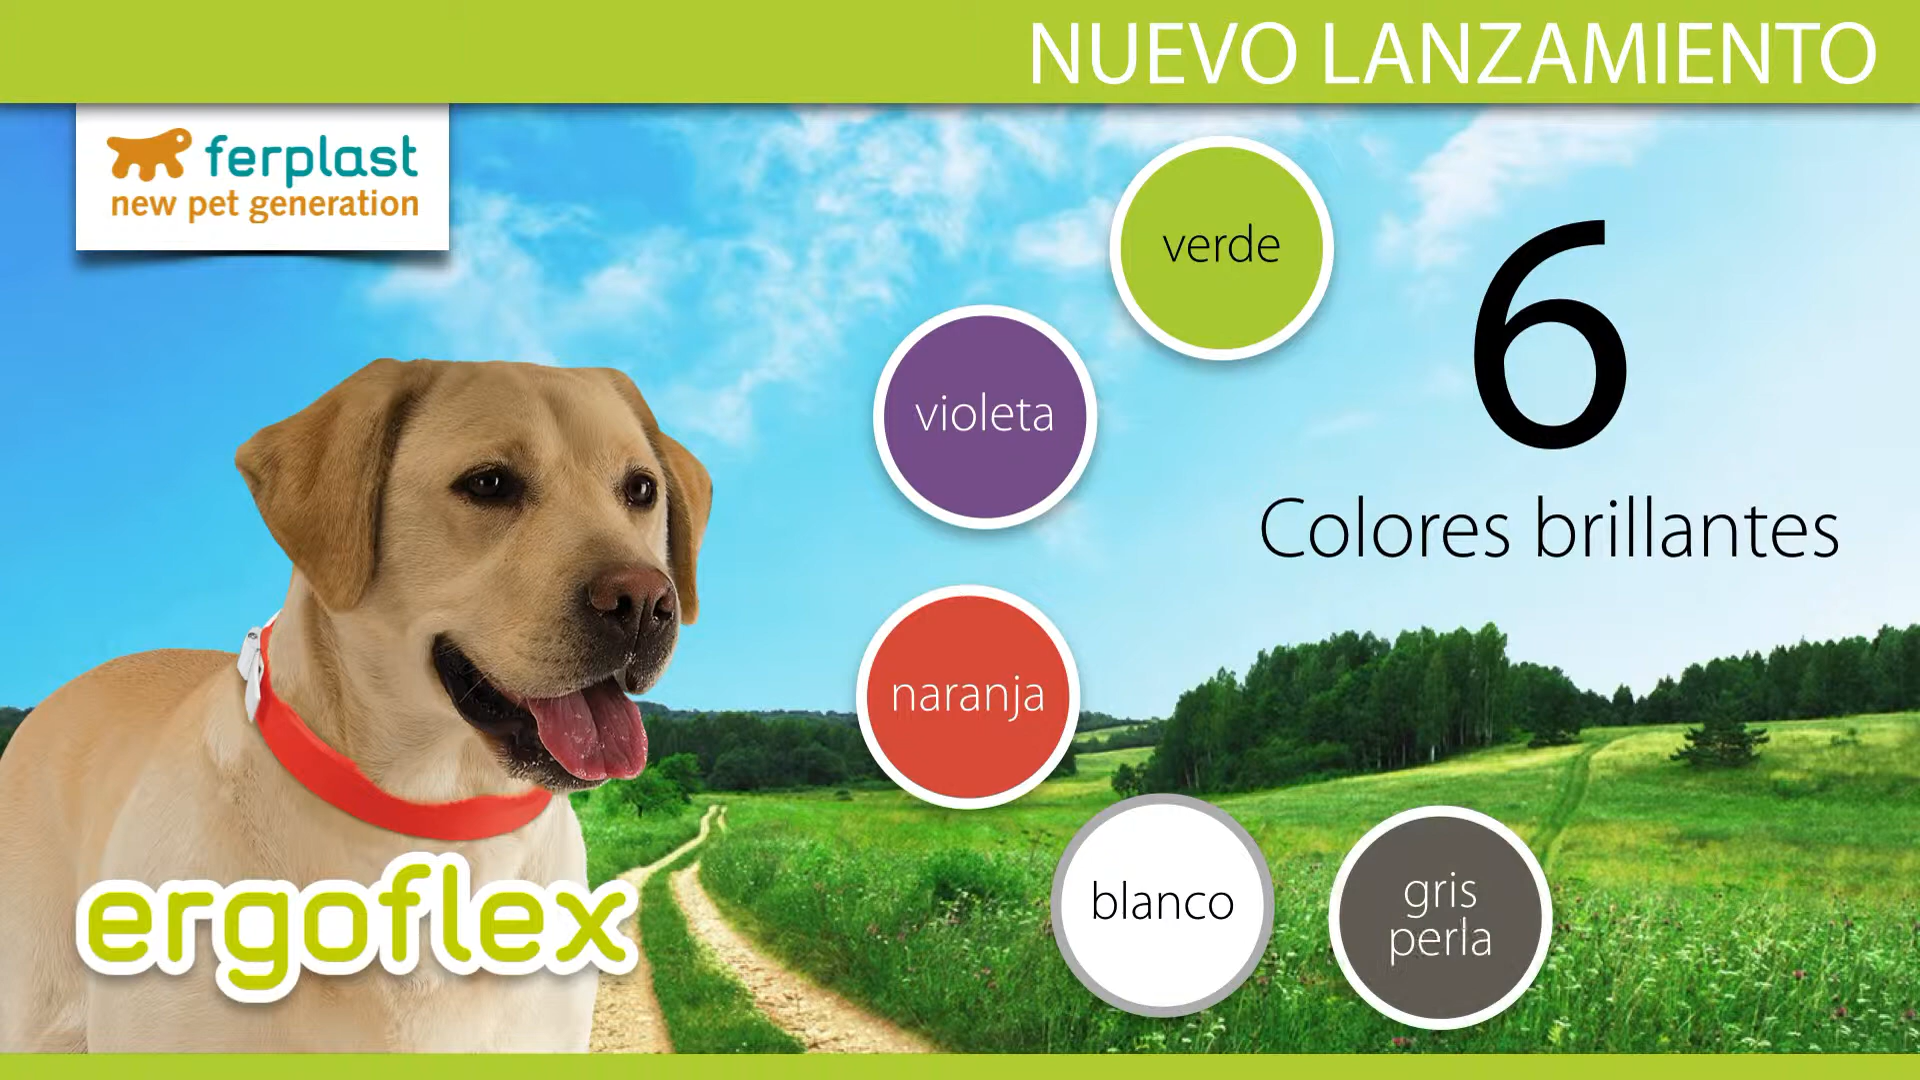 NUEVO LANZAMIENTO
ferplast
new pet generation
verde
6
violeta
Colores brillantes
naranja
blanco
gris
perla
ergoflex